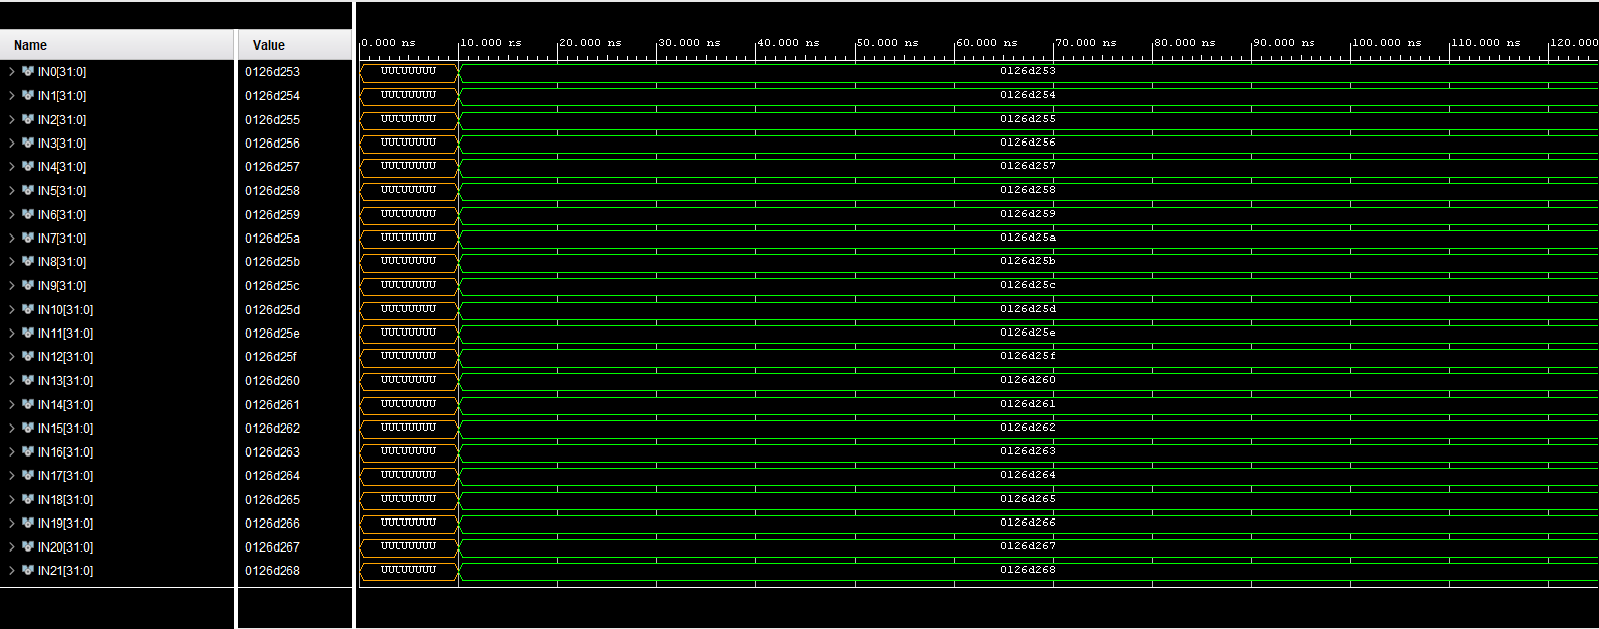 Name Value 0.000 ns 10.000 ns 20.000 ns 30.000 ns 40.000 ns 50.000 ns 60.000 ns 70.000 ns 80.000 ns 90.000 ns 100.000 ns 110.000 ns 120.000
IN0[31:0] 0126d253 UUUUUUUU 0126d253
IN1[31:0] 0126d254 UUUUUUUU 0126d254
IN2[31:0] 0126d255 UUUUUUUU 0126d255
IN3[31:0] 0126d256 UUUUUUUU 0126d256
IN4[31:0] 0126d257 UUUUUUUU 0126d257
IN5[31:0] 0126d258 UUUUUUUU 0126d258
IN6[31:0] 0126d259 UUUUUUUU 0126d259
IN7[31:0] 0126d25a UUUUUUUU 0126d25a
IN8[31:0] 0126d25b UUUUUUUU 0126d25b
IN9[31:0] 0126d25c UUUUUUUU 0126d25c
IN10[31:0] 0126d25d UUUUUUUU 0126d25d
IN11[31:0] 0126d25e UUUUUUUU 0126d25e
IN12[31:0] 0126d25f UUUUUUUU 0126d25f
IN13[31:0] 0126d260 UUUUUUUU 0126d260
IN14[31:0] 0126d261 UUUUUUUU 0126d261
IN15[31:0] 0126d262 UUUUUUUU 0126d262
IN16[31:0] 0126d263 UUUUUUUU 0126d263
IN17[31:0] 0126d264 UUUUUUUU 0126d264
IN18[31:0] 0126d265 UUUUUUUU 0126d265
IN19[31:0] 0126d266 UUUUUUUU 0126d266
IN20[31:0] 0126d267 UUUUUUUU 0126d267
IN21[31:0] 0126d268 UUUUUUUU 0126d268